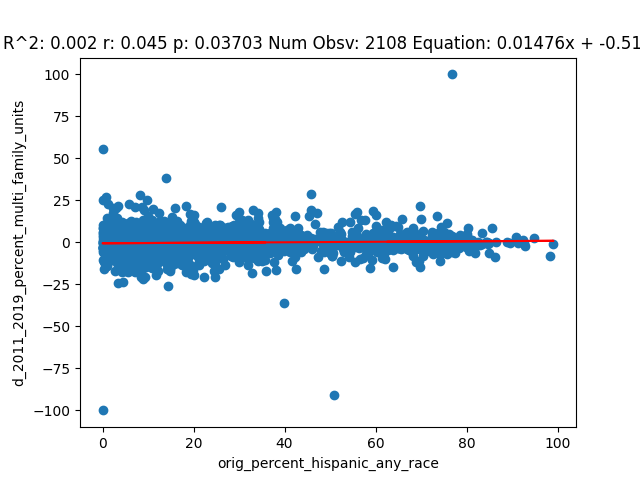 R^2: 0.002 r: 0.045 p: 0.03703 Num Obsv: 2108 Equation: 0.01476x + -0.51
100
75
50
25
0
−25
−50
−75
−100
d_2011_2019_percent_multi_family_units
0 20 40 60 80 100
orig_percent_hispanic_any_race